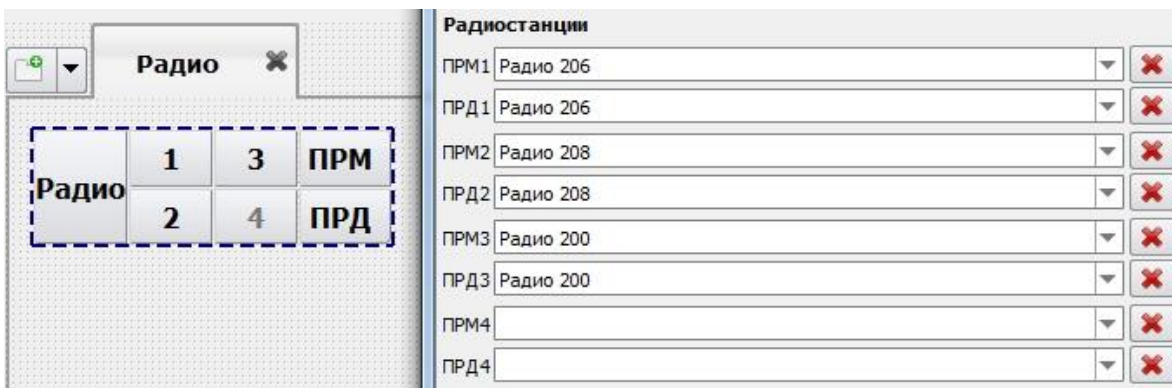 Радио
Радио 1 3 ПРМ
2 4 ПРД
Радиостанции
ПРМ1 Радио 206
ПРД1 Радио 206
ПРМ2 Радио 208
ПРД2 Радио 208
ПРМ3 Радио 200
ПРД3 Радио 200
ПРМ4
ПРД4